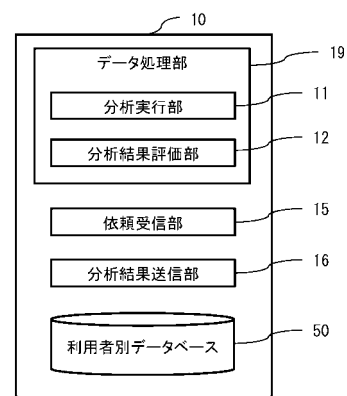 10
データ処理部
19
分析実行部
11
分析結果評価部
12
依頼受信部
15
分析結果送信部
16
利用者別データベース
50